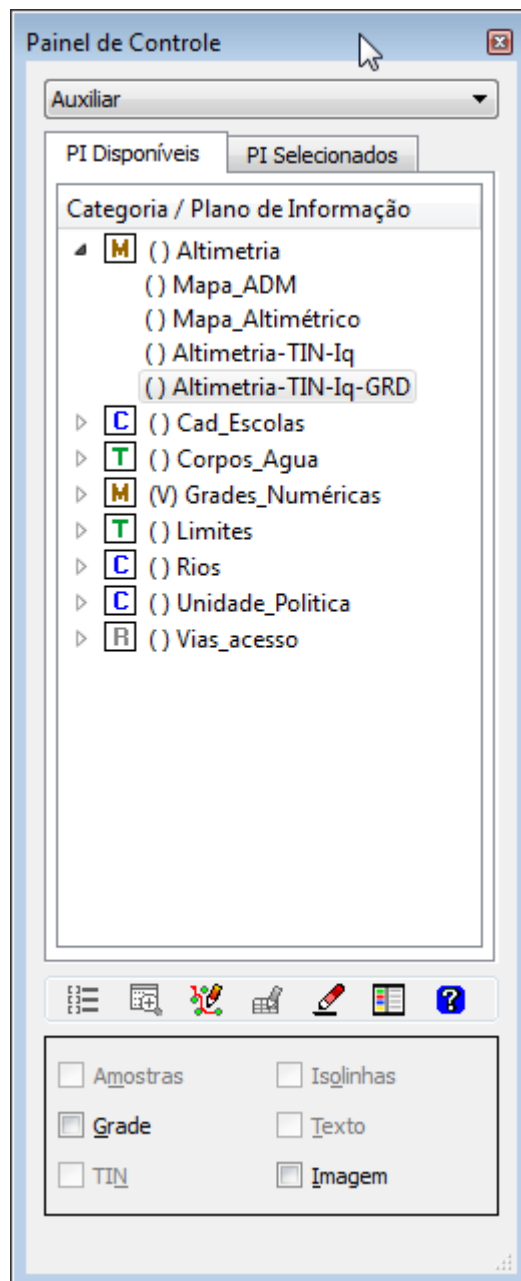 Painel de Controle
Auxiliar
PI Disponíveis PI Selecionados
Categoria / Plano de Informação
M ( ) Altimetria
( ) Mapa_ADM
( ) Mapa_Altimétrico
( ) Altimetria-TIN-Iq
( ) Altimetria-TIN-Iq-GRD
C ( ) Cad_Escolas
T ( ) Corpos_Agua
M (V) Grades_Numéricas
T ( ) Limites
C ( ) Rios
C ( ) Unidade_Politica
R ( ) Vias_acesso
?
Amostras Isolinhas
Grade Texto
TIN Imagem